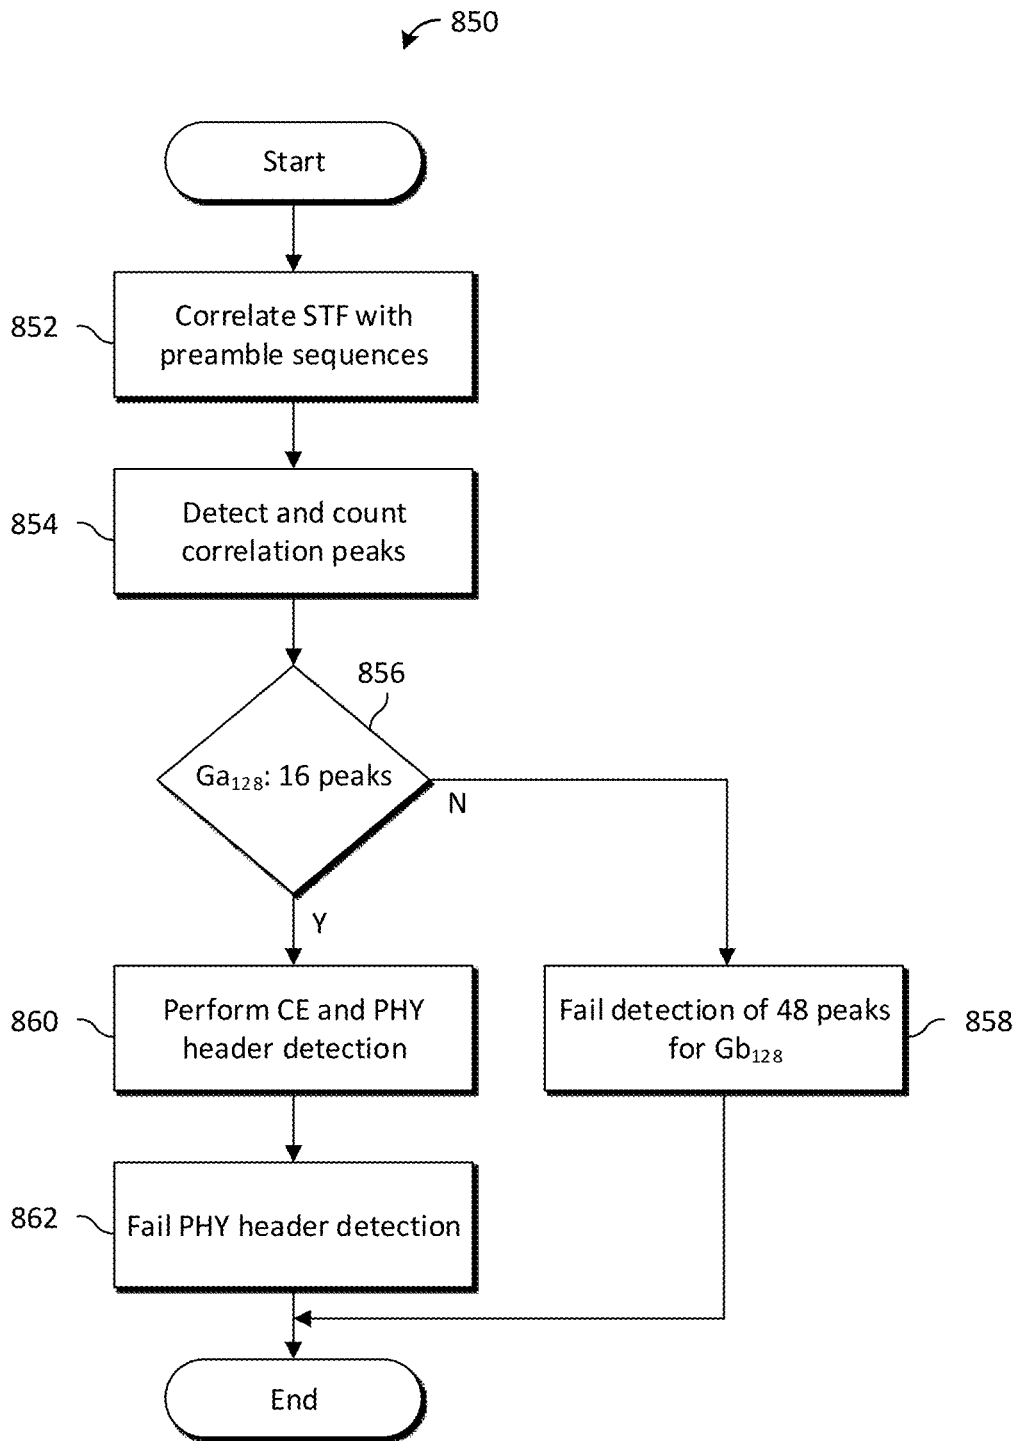 850
Start
852
Correlate STF with
preamble sequences
854
Detect and count
correlation peaks
856
Ga₁₂₈: 16 peaks
N
Y
860
Perform CE and PHY
header detection
Fail detection of 48 peaks
for Gb₁₂₈
858
862
Fail PHY header detection
End